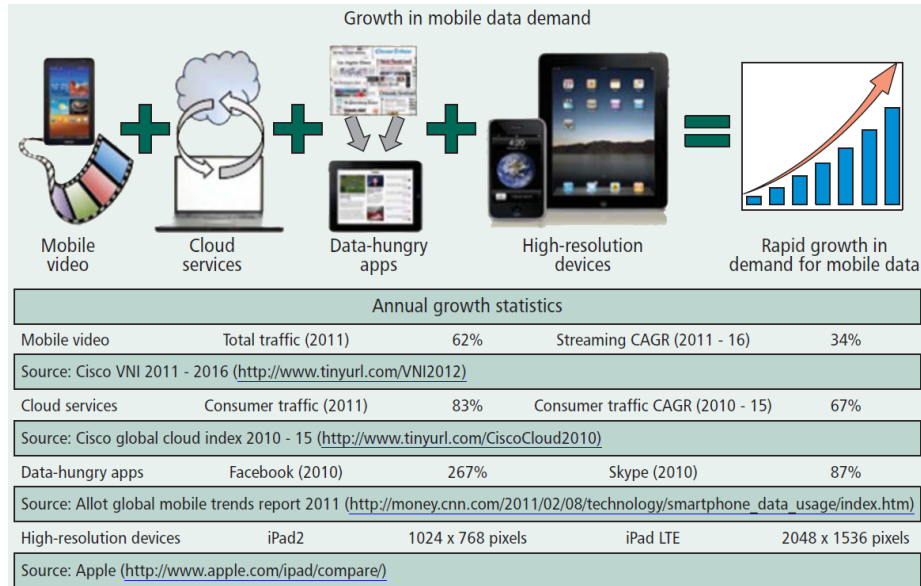 Growth in mobile data demand
4:20
Mobile
video
Cloud
services
Data-hungry
apps
High-resolution
devices
Rapid growth in
demand for mobile data
Annual growth statistics
Mobile video Total traffic (2011) 62% Streaming CAGR (2011 - 16) 34%
Source: Cisco VNI 2011 - 2016 (http://www.tinyurl.com/VNI2012)
Cloud services Consumer traffic (2011) 83% Consumer traffic CAGR (2010 - 15) 67%
Source: Cisco global cloud index 2010 - 15 (http://www.tinyurl.com/CiscoCloud2010)
Data-hungry apps Facebook (2010) 267% Skype (2010) 87%
Source: Allot global mobile trends report 2011 (http://money.cnn.com/2011/02/08/technology/smartphone_data_usage/index.htm)
High-resolution devices iPad2 1024 x 768 pixels iPad LTE 2048 x 1536 pixels
Source: Apple (http://www.apple.com/ipad/compare/)